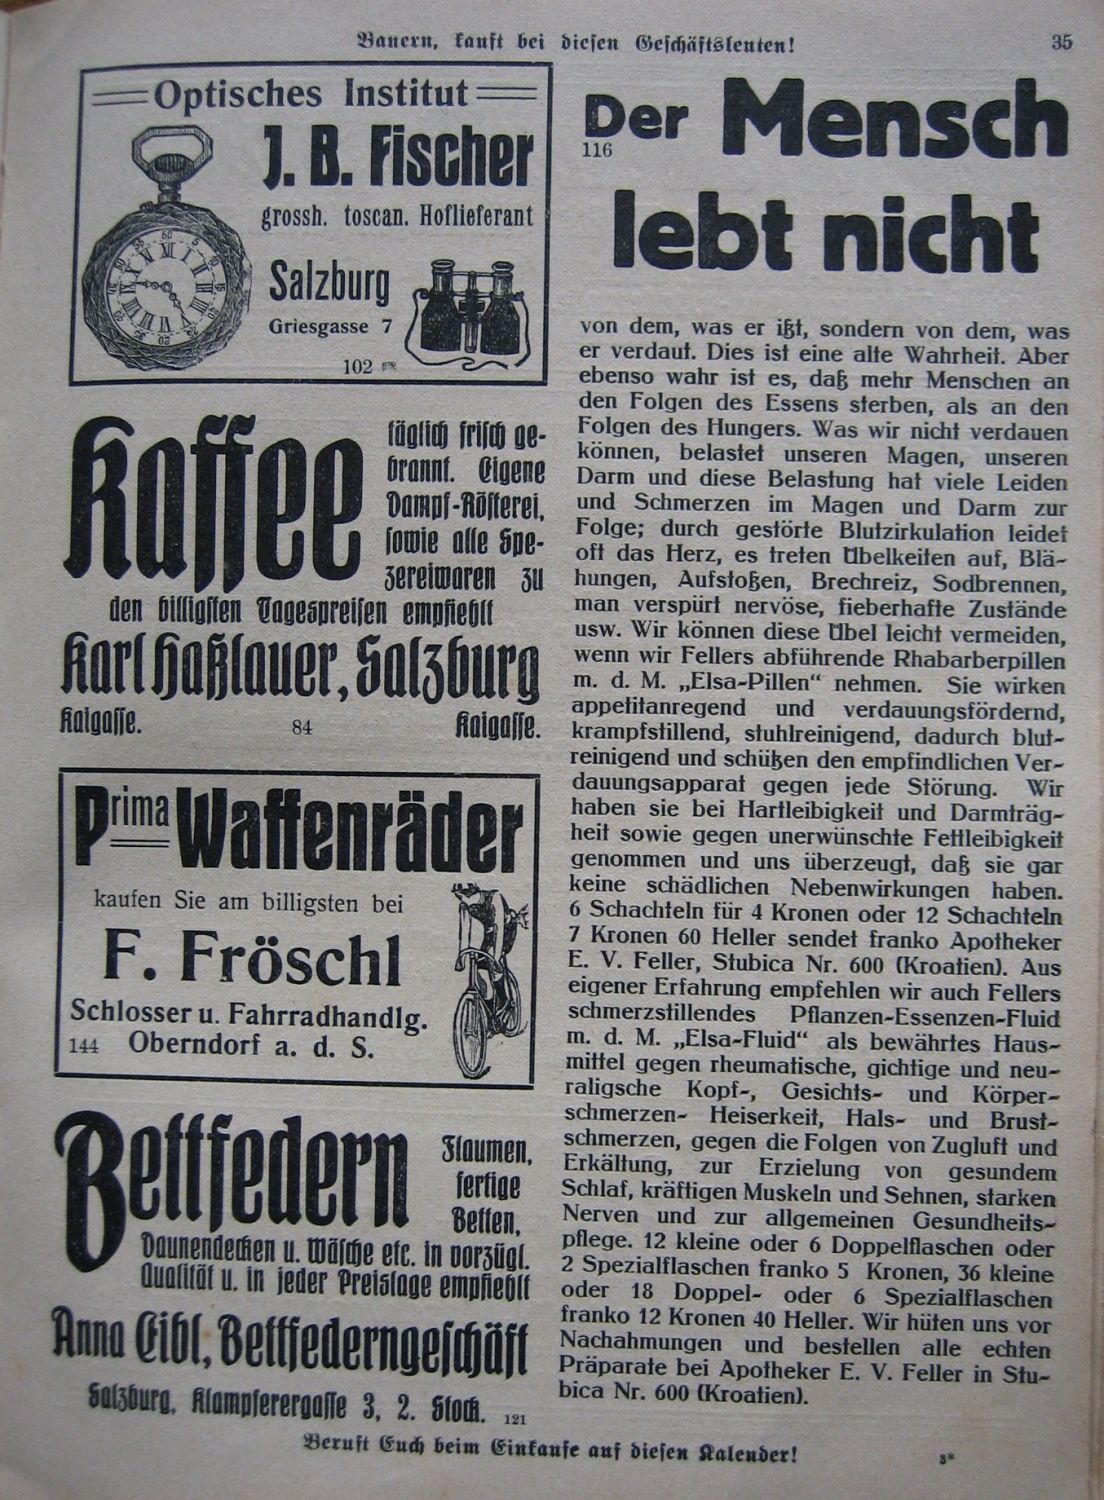 Bauern, kauft bei diesen Geschäftsleuten!
35
Optisches Institut
J. B. Fischer
grossh. toscan. Hoflieferant
Salzburg
Griesgasse 7
102
Kaffee
täglich frisch ge-
brannt. Eigene
Dampf-Rösterei,
sowie alle Spe-
zereiwaren zu
den billigsten Tagespreisen empfiehlt
Karl Haßlauer, Salzburg
Kaigasse. 84 Kaigasse.
Prima Waffenräder
kaufen Sie am billigsten bei
F. Fröschl
Schlosser u. Fahrradhandlg.
144 Oberndorf a. d. S.
Bettfedern
Flaumen,
fertige
Betten,
Daunendecken u. Wäsche etc. in vorzügl.
Qualität u. in jeder Preislage empfiehlt
Anna Eibl, Bettfederngeschäft
Salzburg, Klampferergasse 3, 2. Stock. 121
Der Mensch
116
lebt nicht
von dem, was er ißt, sondern von dem, was
er verdaut. Dies ist eine alte Wahrheit. Aber
ebenso wahr ist es, daß mehr Menschen an
den Folgen des Essens sterben, als an den
Folgen des Hungers. Was wir nicht verdauen
können, belastet unseren Magen, unseren
Darm und diese Belastung hat viele Leiden
und Schmerzen im Magen und Darm zur
Folge; durch gestörte Blutzirkulation leidet
oft das Herz, es treten Übelkeiten auf, Blä-
hungen, Aufstoßen, Brechreiz, Sodbrennen,
man verspürt nervöse, fieberhafte Zustände
usw. Wir können diese Übel leicht vermeiden,
wenn wir Fellers abführende Rhabarberpillen
m. d. M. „Elsa-Pillen“ nehmen. Sie wirken
appetitanregend und verdauungsfördernd,
krampfstillend, stuhlreinigend, dadurch blut-
reinigend und schützen den empfindlichen Ver-
dauungsapparat gegen jede Störung. Wir
haben sie bei Hartleibigkeit und Darmträg-
heit sowie gegen unerwünschte Fettleibigkeit
genommen und uns überzeugt, daß sie gar
keine schädlichen Nebenwirkungen haben.
6 Schachteln für 4 Kronen oder 12 Schachteln
7 Kronen 60 Heller sendet franko Apotheker
E. V. Feller, Stubica Nr. 600 (Kroatien). Aus
eigener Erfahrung empfehlen wir auch Fellers
schmerzstillendes Pflanzen-Essenzen-Fluid
m. d. M. „Elsa-Fluid“ als bewährtes Haus-
mittel gegen rheumatische, gichtige und neu-
raligsche Kopf-, Gesichts- und Körper-
schmerzen- Heiserkeit, Hals- und Brust-
schmerzen, gegen die Folgen von Zugluft und
Erkältung, zur Erzielung von gesundem
Schlaf, kräftigen Muskeln und Sehnen, starken
Nerven und zur allgemeinen Gesundheits-
pflege. 12 kleine oder 6 Doppelflaschen oder
2 Spezialflaschen franko 5 Kronen, 36 kleine
oder 18 Doppel- oder 6 Spezialflaschen
franko 12 Kronen 40 Heller. Wir hüten uns vor
Nachahmungen und bestellen alle echten
Präparate bei Apotheker E. V. Feller in Stu-
bica Nr. 600 (Kroatien).
Beruft Euch beim Einkaufe auf diesen Kalender!
3*